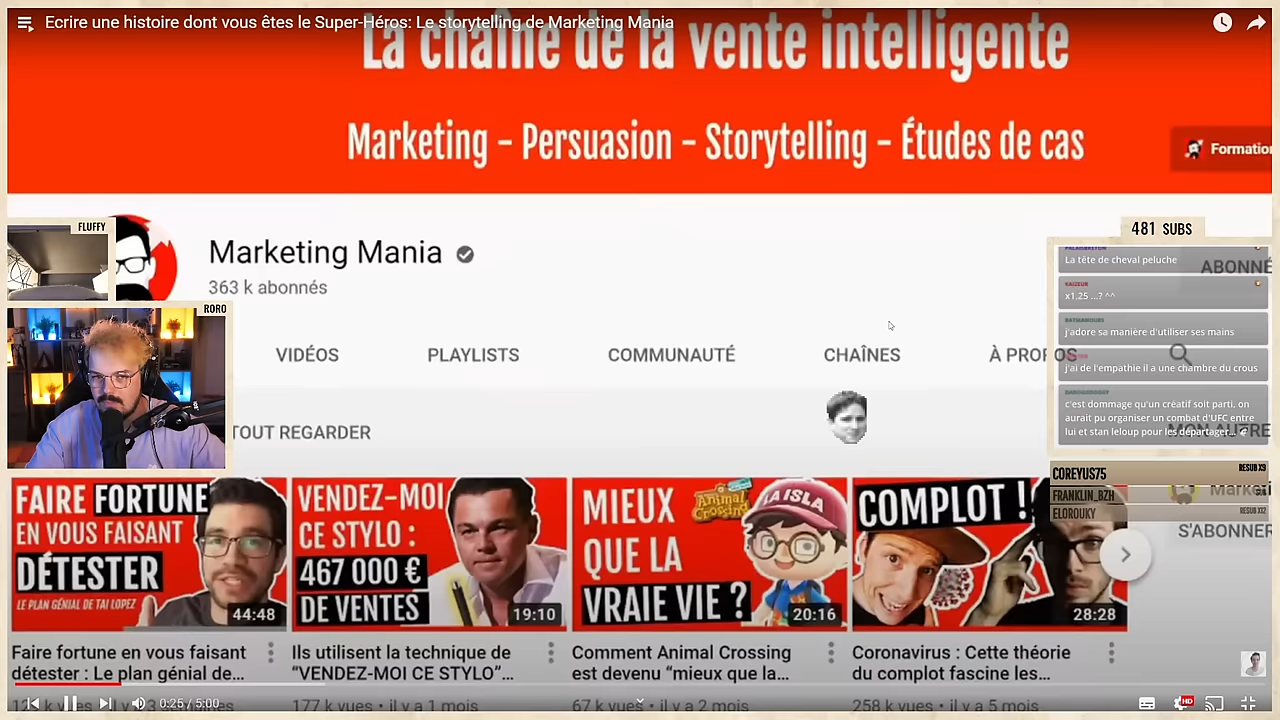 Ecrire une histoire dont vous êtes le Super-Héros: Le storytelling de Marketing Mania
La chaîne de la vente intelligente
Marketing - Persuasion - Storytelling - Études de cas
Formation
FLUFFY
481 SUBS
Marketing Mania
363 k abonnés
ABONNÉ
La tête de cheval peluche
x1.25 ...? ^^
j'adore sa manière d'utiliser ses mains
j'ai de l'empathie il a une chambre du crous
c'est dommage qu'un créatif soit parti, on
aurait pu organiser un combat d'UFC entre
lui et stan leloup pour les départager...
RORO
VIDÉOS
PLAYLISTS
COMMUNAUTÉ
CHAÎNES
À PROPOS
TOUT REGARDER
MON AUTRE
COREYUS75
RESUB X9
FRANKLIN_BZH
ELOROUKY
RESUB X12
S'ABONNER
FAIRE FORTUNE
EN VOUS FAISANT
DÉTESTER
LE PLAN GÉNIAL DE TAI LOPEZ
44:48
VENDEZ-MOI
CE STYLO :
467 000 €
DE VENTES
19:10
Animal
Crossing
LA ISLA
MIEUX
QUE LA
VRAIE VIE ?
20:16
COMPLOT !
28:28
Faire fortune en vous faisant
détester : Le plan génial de...
Ils utilisent la technique de
“VENDEZ-MOI CE STYLO”...
Comment Animal Crossing
est devenu “mieux que la...
Coronavirus : Cette théorie
du complot fascine les...
0:25 / 5:00
177 k vues • il y a 1 mois
67 k vues • il y a 2 mois
258 k vues • il y a 5 mois
HD